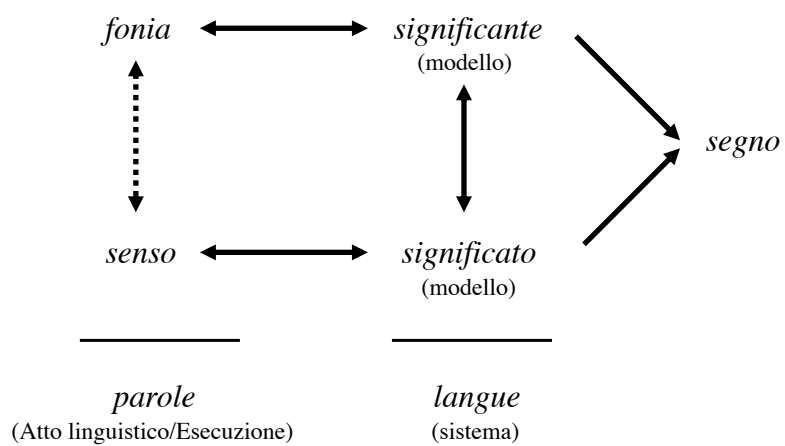 fonia
significante
(modello)
segno
senso
significato
(modello)
parole
langue
(Atto linguistico/Esecuzione)
(sistema)